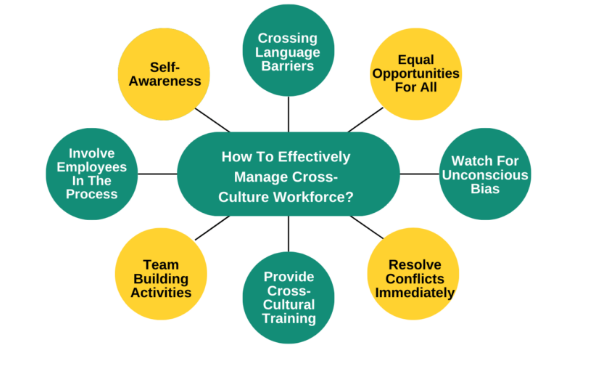 Crossing
Language
Barriers
Self-
Awareness
Equal
Opportunities
For All
Involve
Employees
In The
Process
How To Effectively
Manage Cross-
Culture Workforce?
Watch For
Unconscious
Bias
Team
Building
Activities
Provide
Cross-
Cultural
Training
Resolve
Conflicts
Immediately